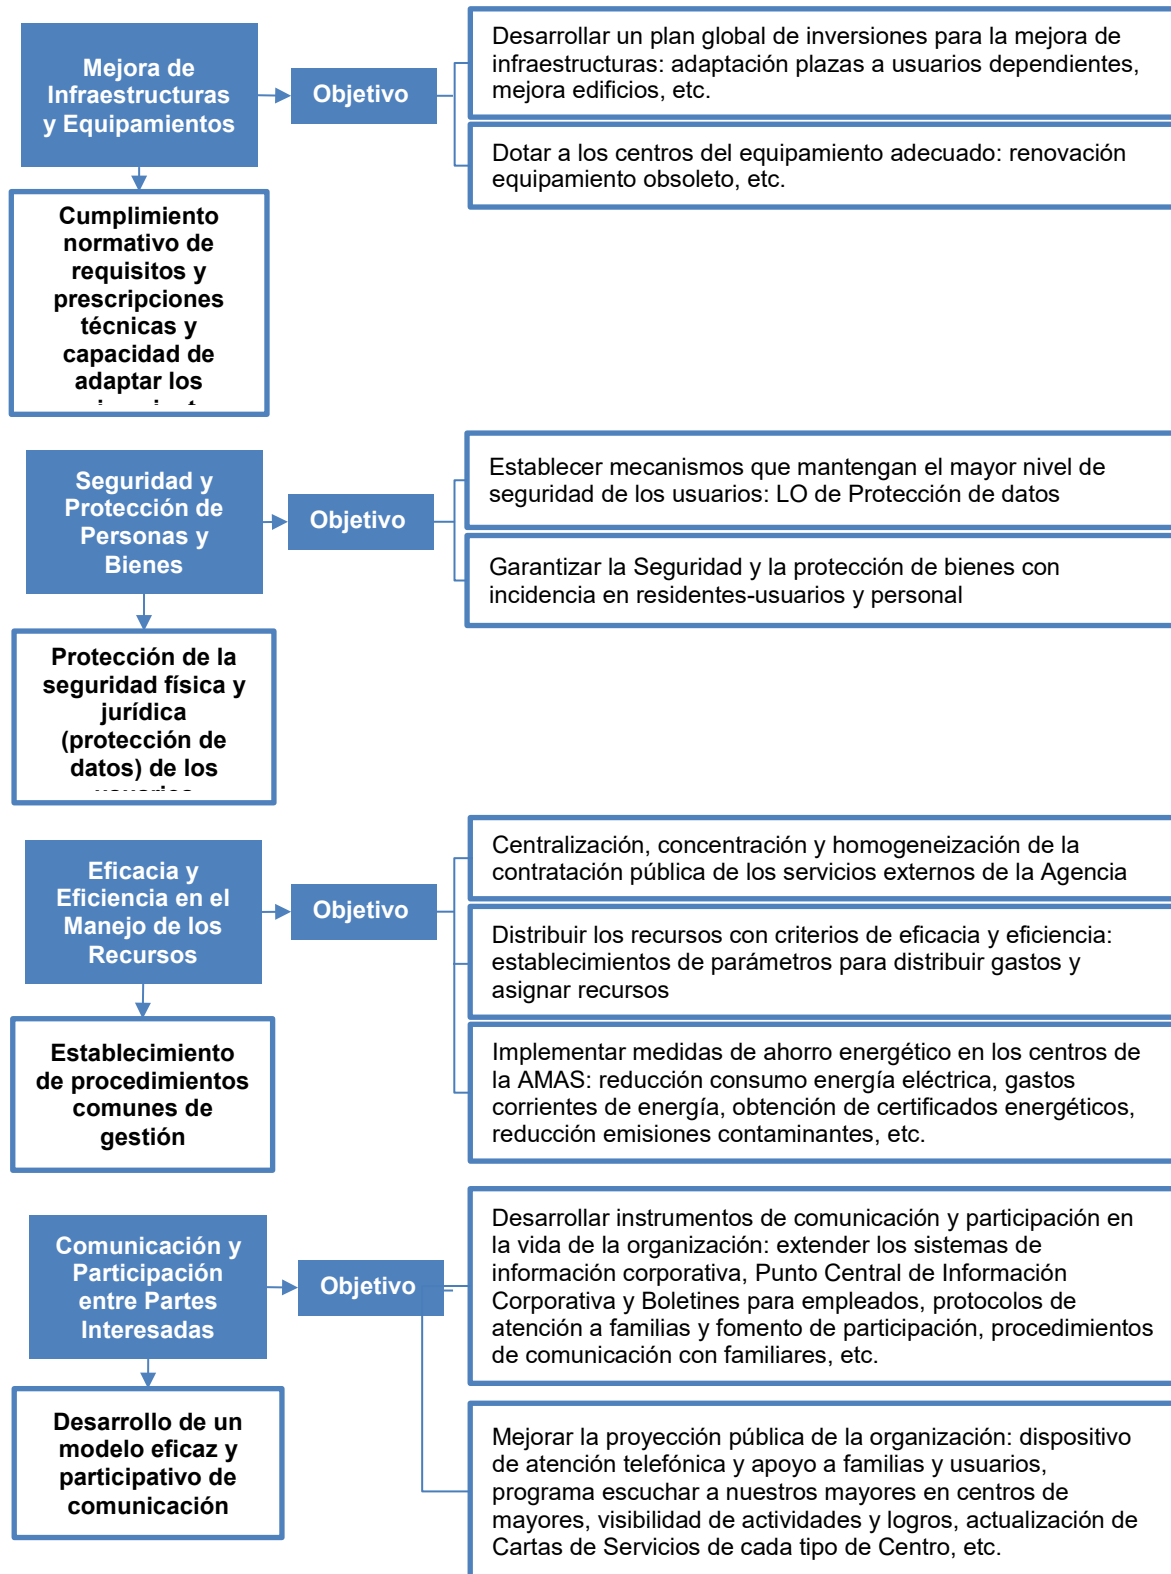 Mejora de
Infraestructuras
y Equipamientos
Objetivo
Desarrollar un plan global de inversiones para la mejora de
infraestructuras: adaptación plazas a usuarios dependientes,
mejora edificios, etc.
Dotar a los centros del equipamiento adecuado: renovación
equipamiento obsoleto, etc.
Cumplimiento
normativo de
requisitos y
prescripciones
técnicas y
capacidad de
adaptar los
Seguridad y
Protección de
Personas y
Bienes
Objetivo
Establecer mecanismos que mantengan el mayor nivel de
seguridad de los usuarios: LO de Protección de datos
Garantizar la Seguridad y la protección de bienes con
incidencia en residentes-usuarios y personal
Protección de la
seguridad física y
jurídica
(protección de
datos) de los
Eficacia y
Eficiencia en el
Manejo de los
Recursos
Objetivo
Centralización, concentración y homogeneización de la
contratación pública de los servicios externos de la Agencia
Distribuir los recursos con criterios de eficacia y eficiencia:
establecimientos de parámetros para distribuir gastos y
asignar recursos
Implementar medidas de ahorro energético en los centros de
la AMAS: reducción consumo energía eléctrica, gastos
corrientes de energía, obtención de certificados energéticos,
reducción emisiones contaminantes, etc.
Establecimiento
de procedimientos
comunes de
gestión
Comunicación y
Participación
entre Partes
Interesadas
Objetivo
Desarrollar instrumentos de comunicación y participación en
la vida de la organización: extender los sistemas de
información corporativa, Punto Central de Información
Corporativa y Boletines para empleados, protocolos de
atención a familias y fomento de participación, procedimientos
de comunicación con familiares, etc.
Mejorar la proyección pública de la organización: dispositivo
de atención telefónica y apoyo a familias y usuarios,
programa escuchar a nuestros mayores en centros de
mayores, visibilidad de actividades y logros, actualización de
Cartas de Servicios de cada tipo de Centro, etc.
Desarrollo de un
modelo eficaz y
participativo de
comunicación